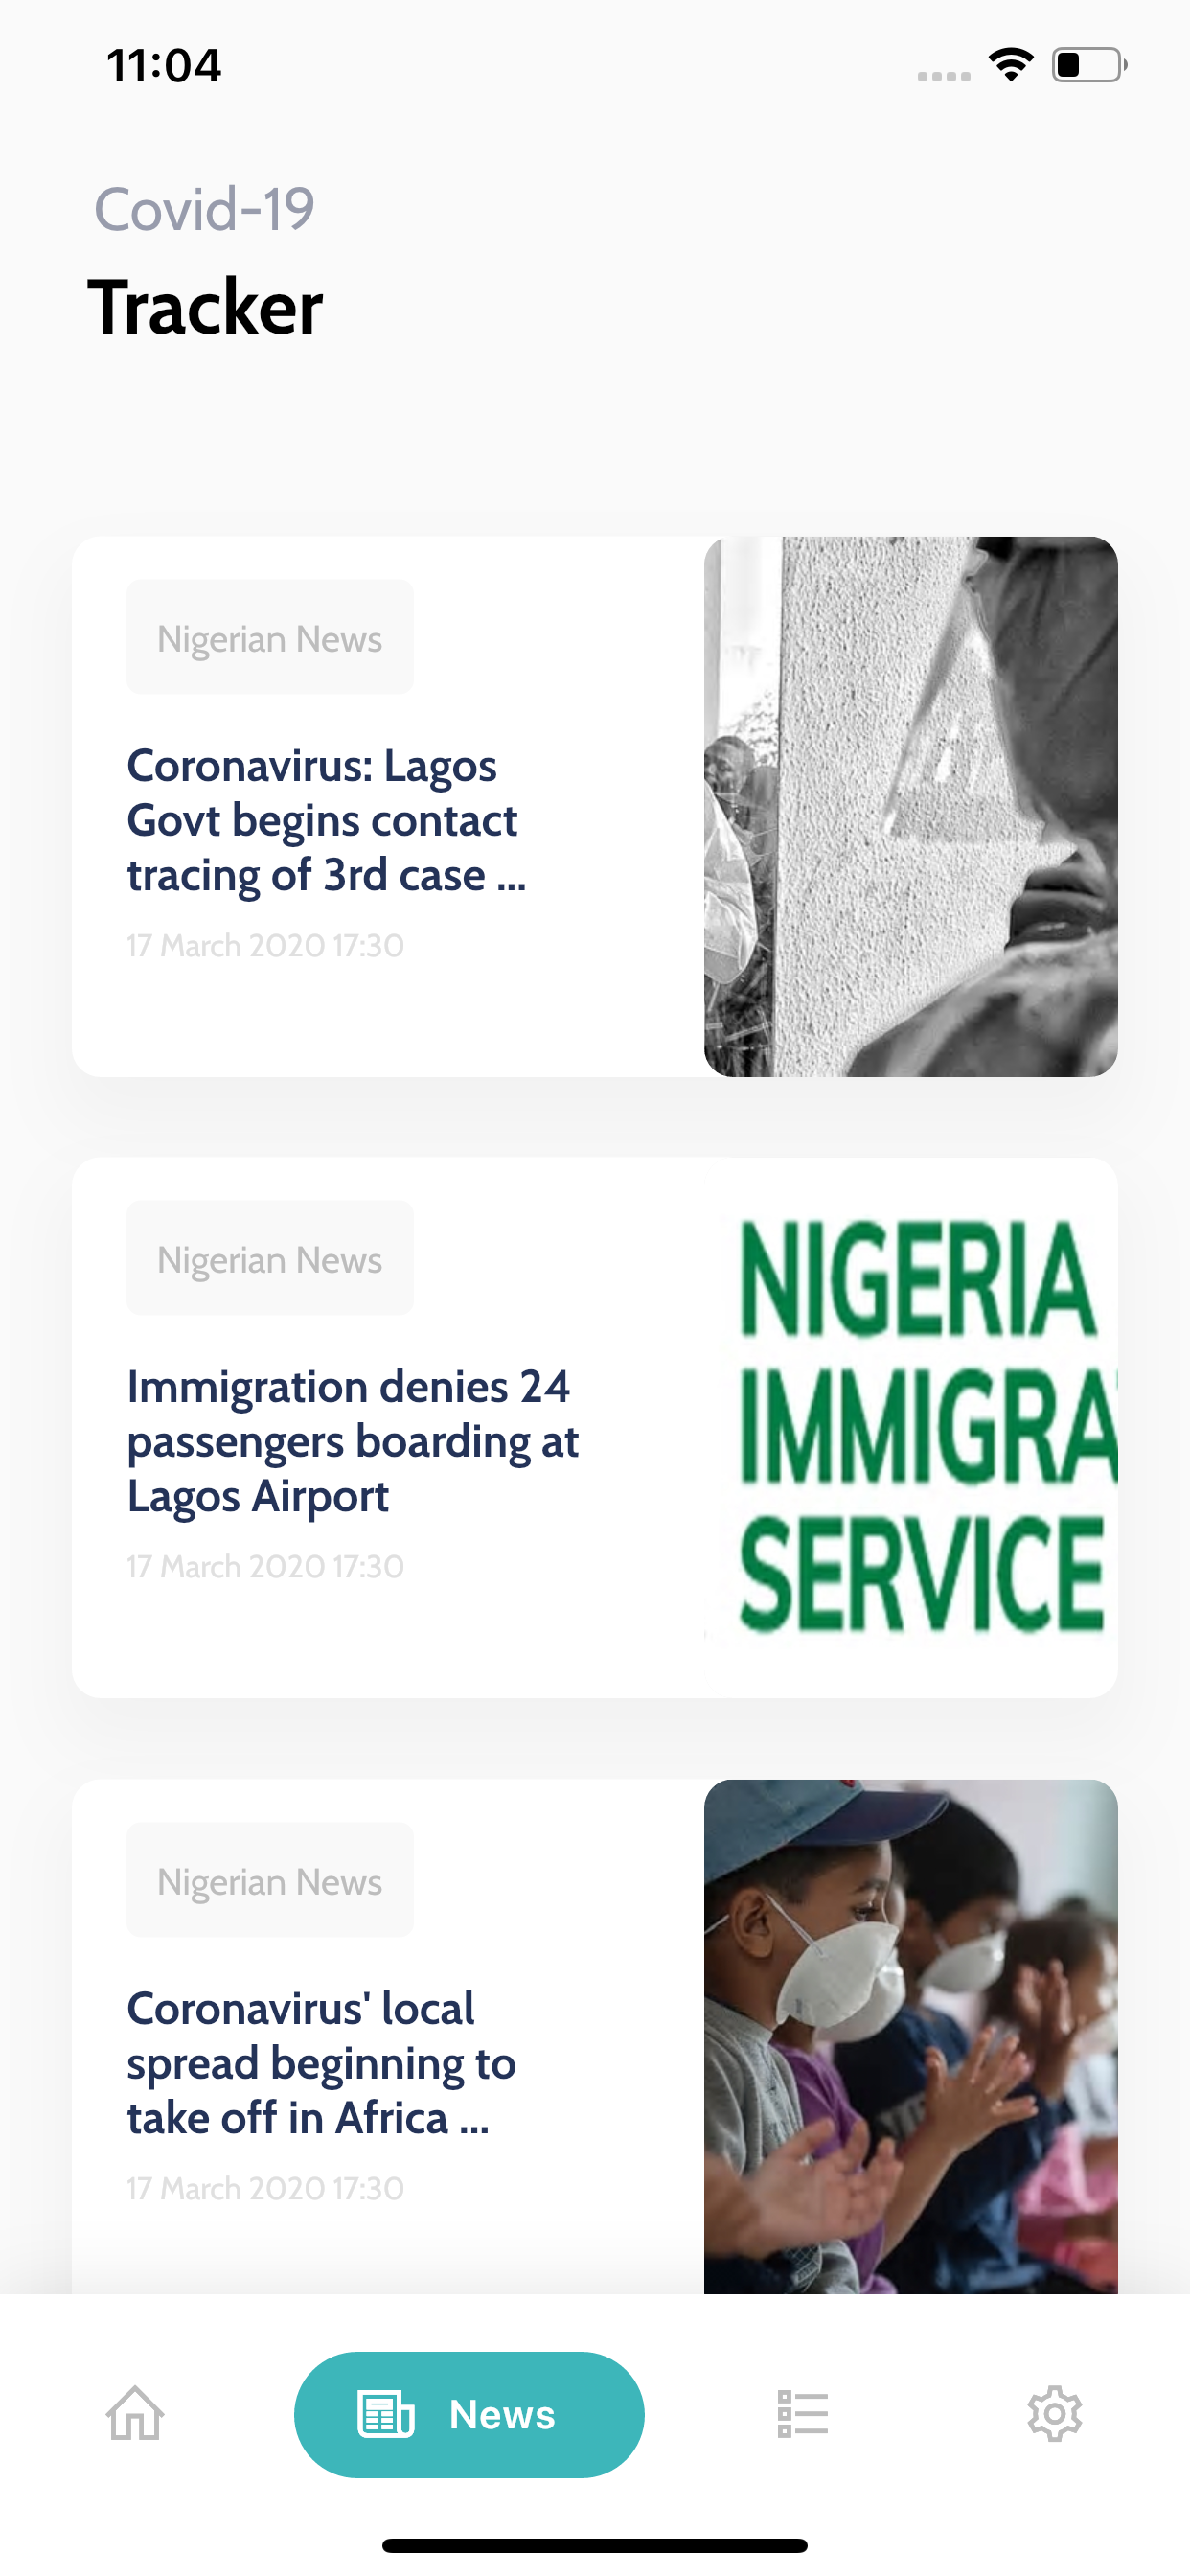 11:04
Covid-19
Tracker
Nigerian News
Coronavirus: Lagos
Govt begins contact
tracing of 3rd case ...
17 March 2020 17:30
Nigerian News
Immigration denies 24
passengers boarding at
Lagos Airport
17 March 2020 17:30
NIGERIA
IMMIGRA
SERVICE
Nigerian News
Coronavirus' local
spread beginning to
take off in Africa ...
17 March 2020 17:30
News